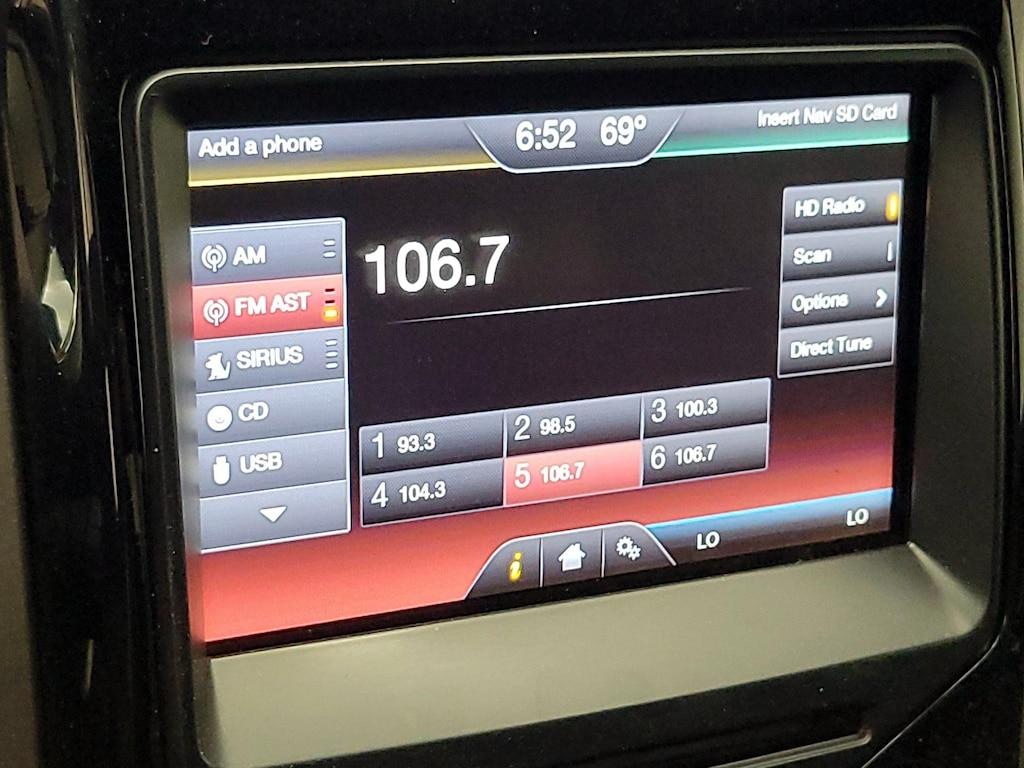 Add a phone
6:52 69°
Insert Nav SD Card
AM
FM AST
SIRIUS
CD
USB
106.7
HD Radio
Scan
Options >
Direct Tune
1 93.3
2 98.5
3 100.3
4 104.3
5 106.7
6 106.7
i
LO
LO